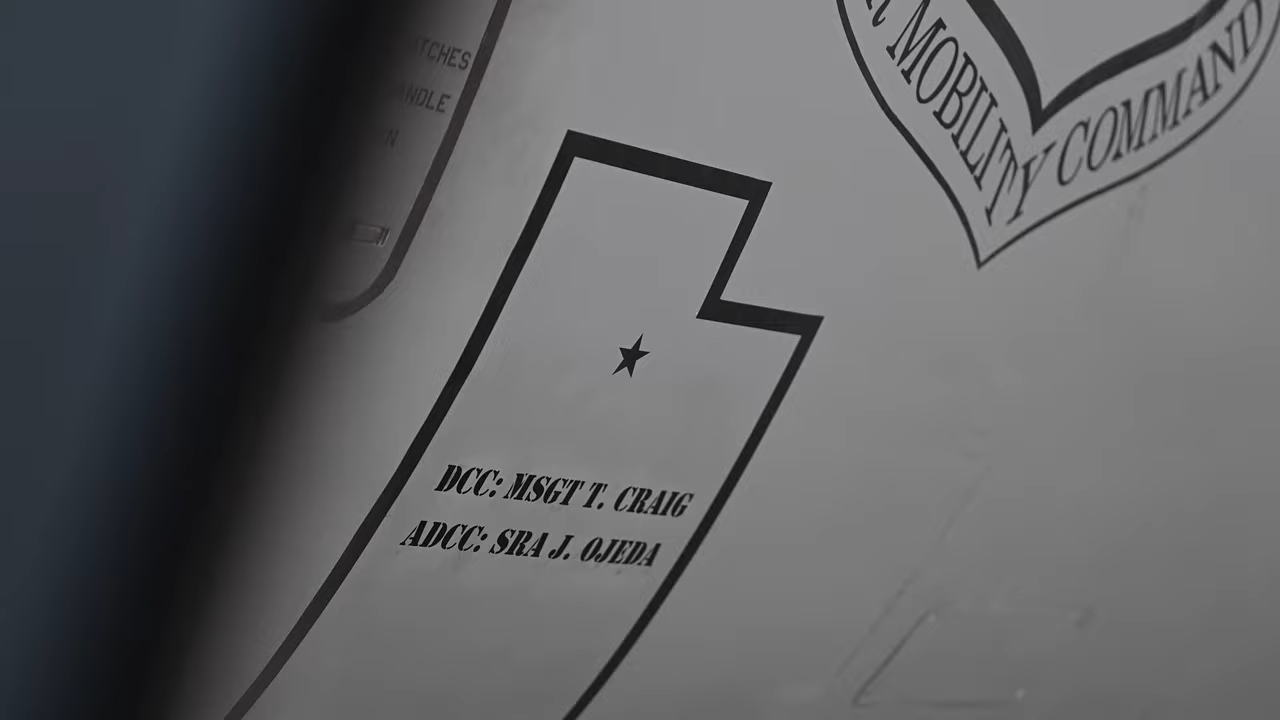 MOBILITY COMMAND
DCC: MSGT T. CRAIG
ADCC: SRA J. OJEDA